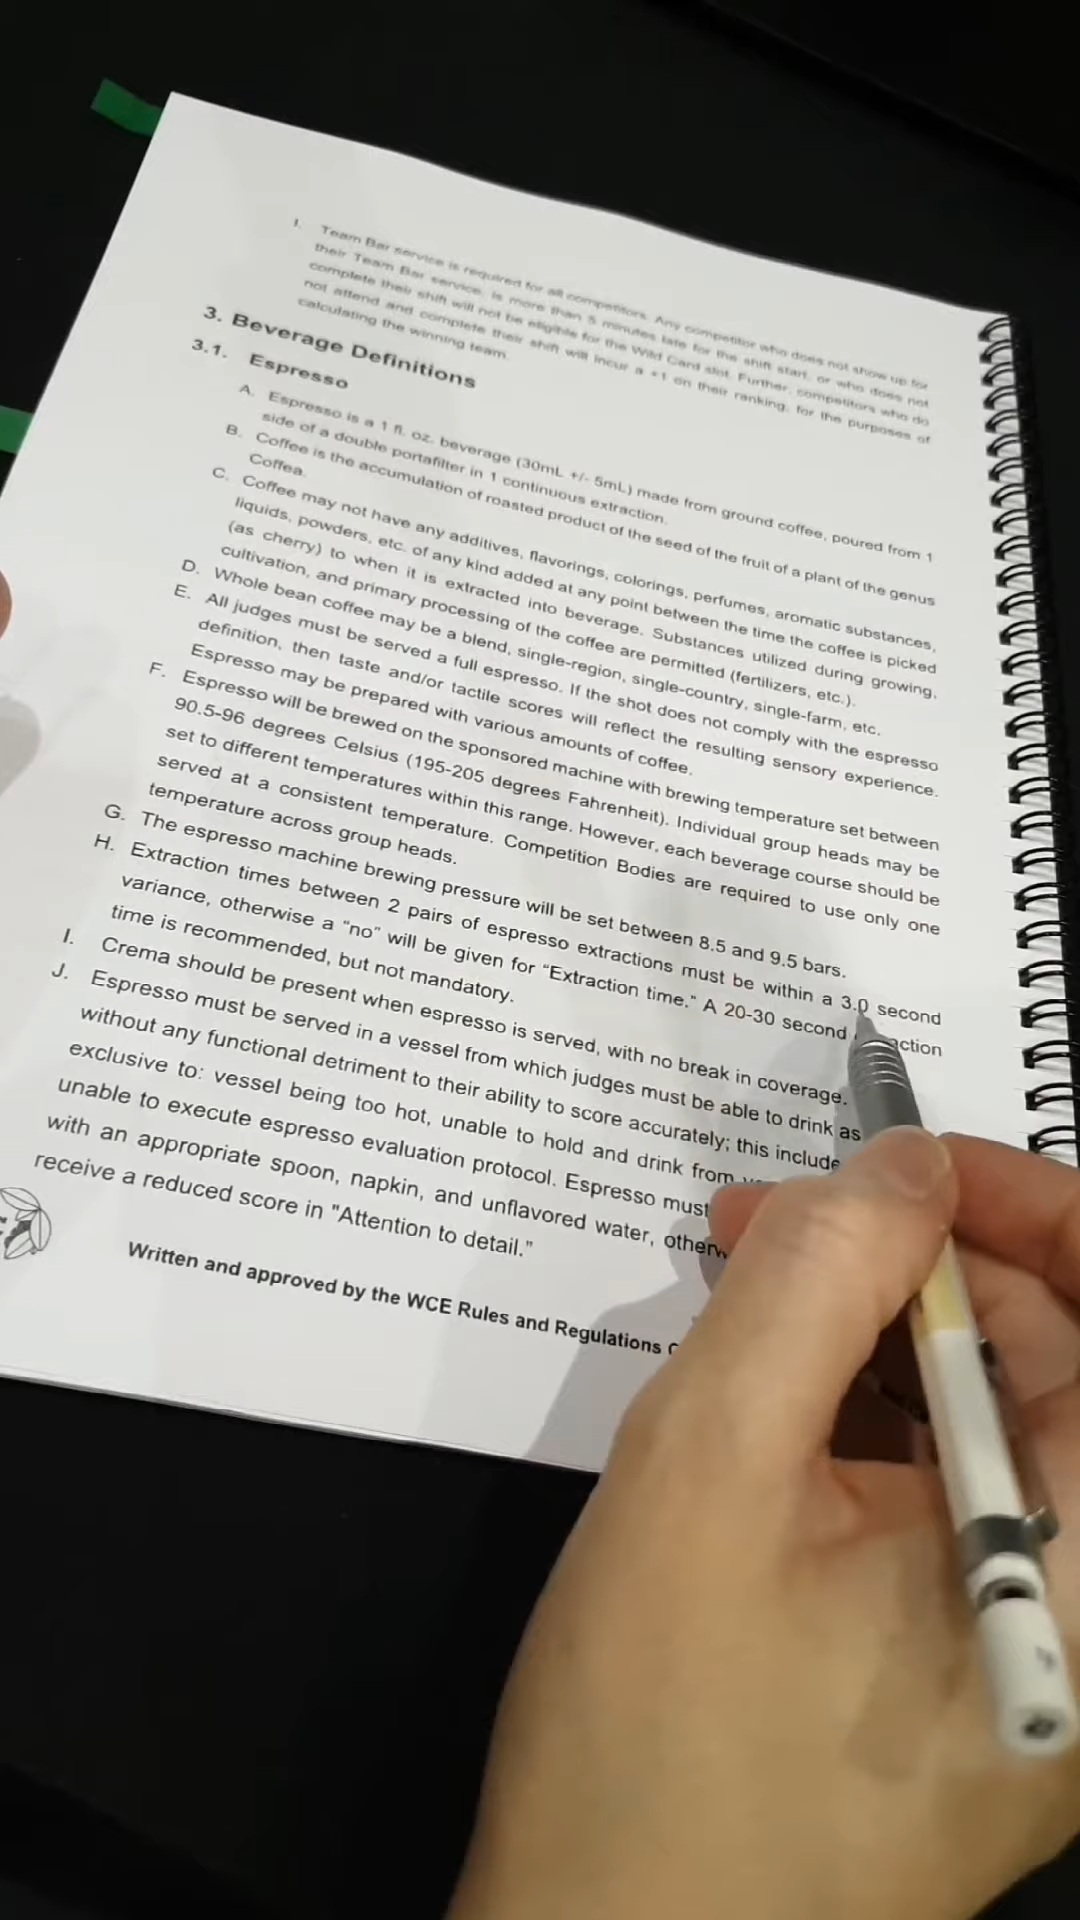 I. Team Bar service is required for all competitors. Any competitor who does not show up for
their Team Bar service, is more than 5 minutes late for the shift start, or who does not
complete their shift will not be eligible for the Wild Card slot. Further, competitors who do
not attend and complete their shift will incur a +1 on their ranking, for the purposes of
calculating the winning team.
3. Beverage Definitions
3.1. Espresso
A. Espresso is a 1 fl. oz. beverage (30mL +/- 5mL) made from ground coffee, poured from 1
side of a double portafilter in 1 continuous extraction.
B. Coffee is the accumulation of roasted product of the seed of the fruit of a plant of the genus
Coffea.
C. Coffee may not have any additives, flavorings, colorings, perfumes, aromatic substances,
liquids, powders, etc. of any kind added at any point between the time the coffee is picked
(as cherry) to when it is extracted into beverage. Substances utilized during growing,
cultivation, and primary processing of the coffee are permitted (fertilizers, etc.).
D. Whole bean coffee may be a blend, single-region, single-country, single-farm, etc.
E. All judges must be served a full espresso. If the shot does not comply with the espresso
definition, then taste and/or tactile scores will reflect the resulting sensory experience.
Espresso may be prepared with various amounts of coffee.
F. Espresso will be brewed on the sponsored machine with brewing temperature set between
90.5-96 degrees Celsius (195-205 degrees Fahrenheit). Individual group heads may be
set to different temperatures within this range. However, each beverage course should be
served at a consistent temperature. Competition Bodies are required to use only one
temperature across group heads.
G. The espresso machine brewing pressure will be set between 8.5 and 9.5 bars.
H. Extraction times between 2 pairs of espresso extractions must be within a 3.0 second
variance, otherwise a "no" will be given for "Extraction time." A 20-30 second action
time is recommended, but not mandatory.
I. Crema should be present when espresso is served, with no break in coverage.
J. Espresso must be served in a vessel from which judges must be able to drink as
without any functional detriment to their ability to score accurately; this include
exclusive to: vessel being too hot, unable to hold and drink from
unable to execute espresso evaluation protocol. Espresso must
with an appropriate spoon, napkin, and unflavored water, otherw
receive a reduced score in "Attention to detail."
Written and approved by the WCE Rules and Regulations C